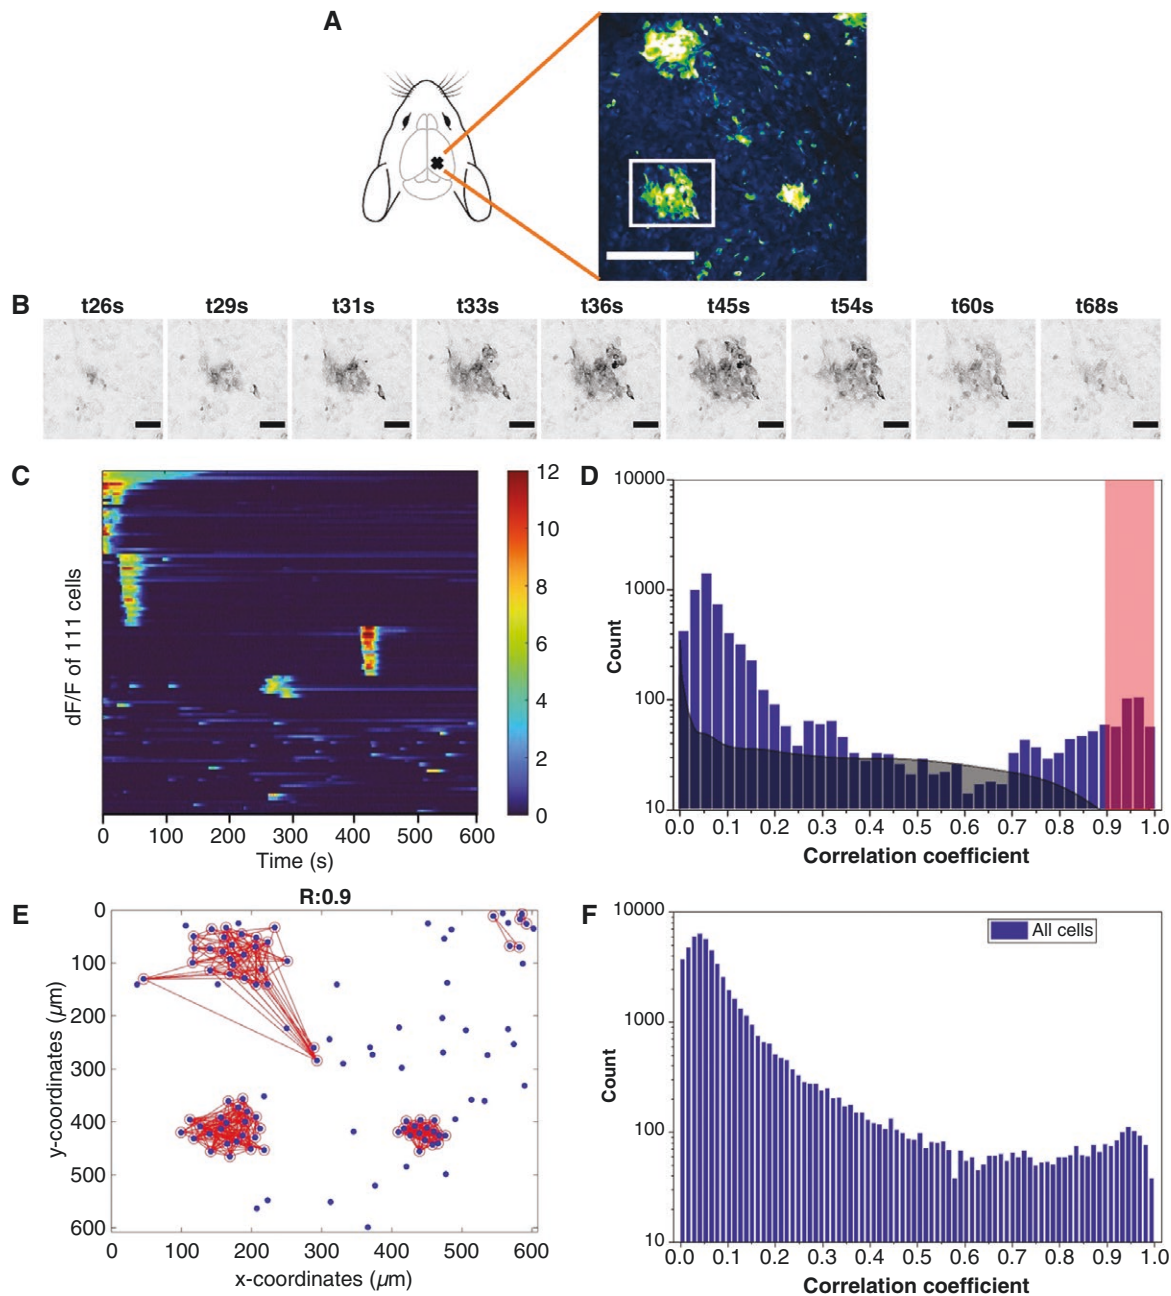 A
B
t26s t29s t31s t33s t36s t45s t54s t60s t68s
C
dF/F of 111 cells
12
10
8
6
4
2
0
0 100 200 300 400 500 600
Time (s)
D
10000
1000
100
10
Count
0.0 0.1 0.2 0.3 0.4 0.5 0.6 0.7 0.8 0.9 1.0
Correlation coefficient
E
R:0.9
0
100
200
300
400
500
600
y-coordinates (µm)
0 100 200 300 400 500 600
x-coordinates (µm)
F
10000
1000
100
10
Count
All cells
0.0 0.1 0.2 0.3 0.4 0.5 0.6 0.7 0.8 0.9 1.0
Correlation coefficient